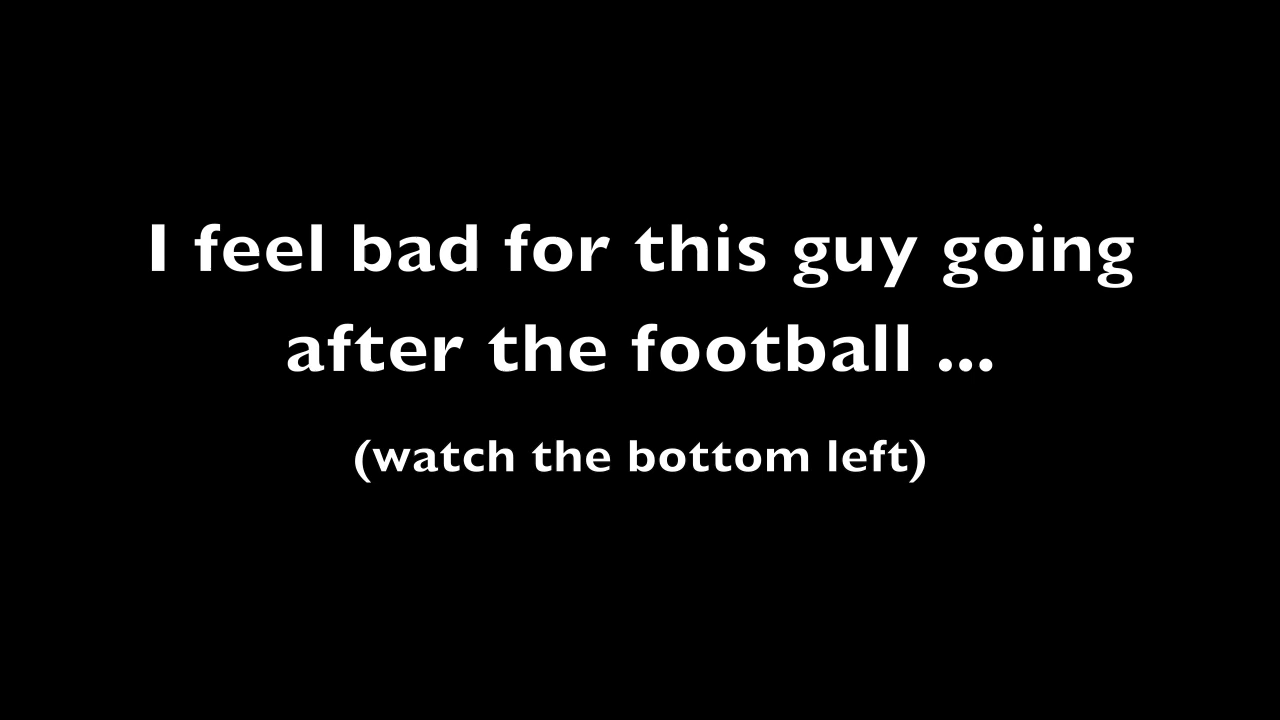 I feel bad for this guy going
after the football ...
(watch the bottom left)